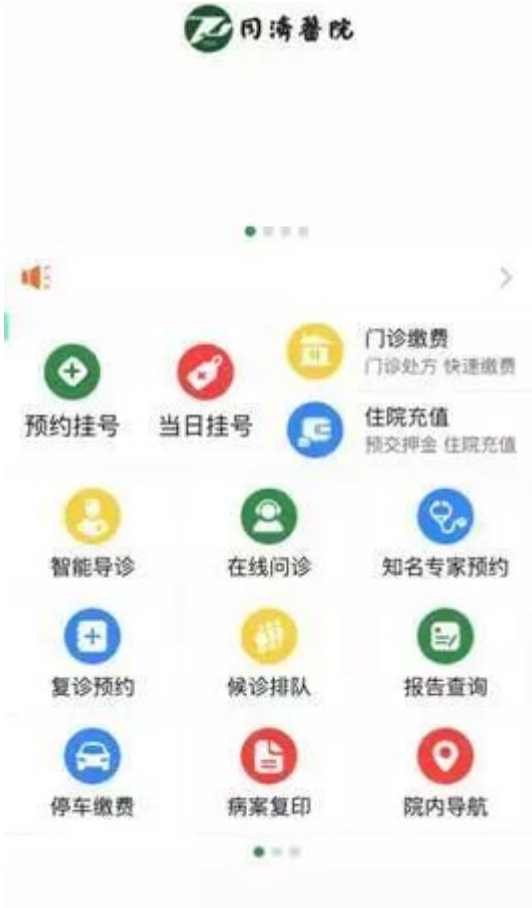 同濟醫院
门诊缴费
门诊处方 快速缴费
预约挂号
当日挂号
住院充值
预交押金 住院充值
智能导诊
在线问诊
知名专家预约
复诊预约
候诊排队
报告查询
停车缴费
病案复印
院内导航